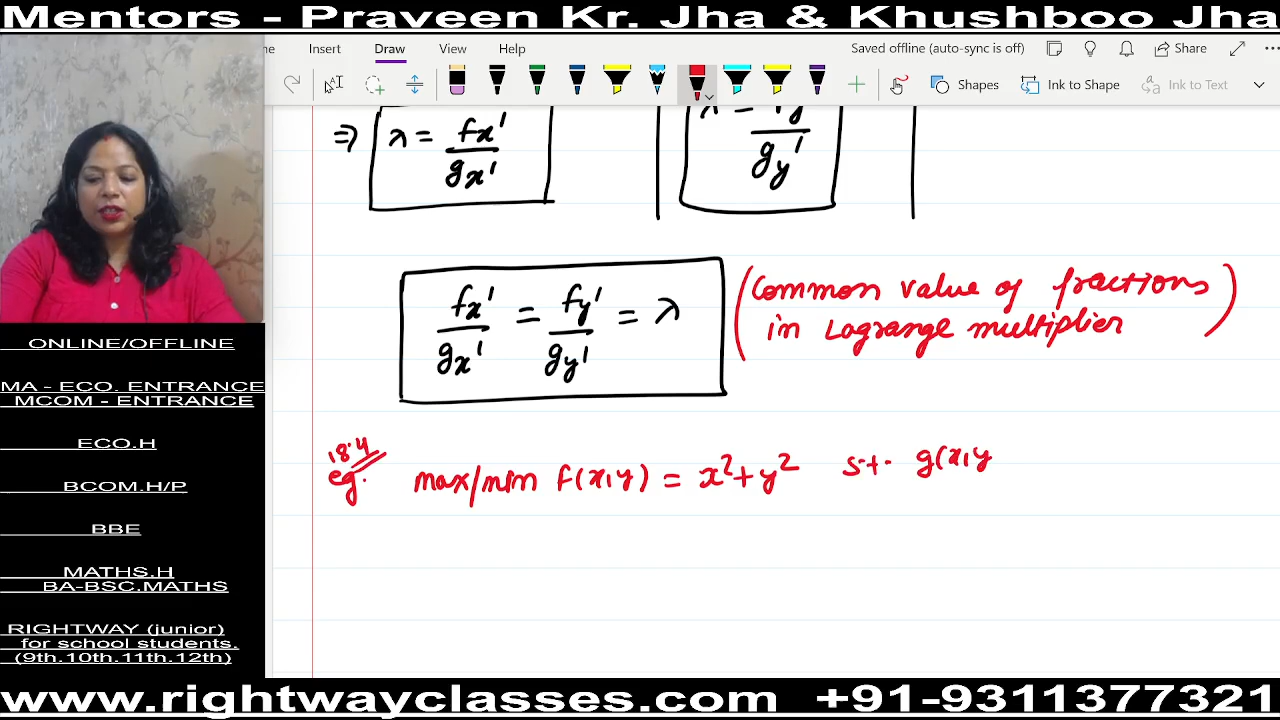 Mentors - Praveen Kr. Jha & Khushboo Jha
Insert Draw View Help
Saved offline (auto-sync is off) Share
Shapes Ink to Shape Ink to Text
⇒ λ = fx'/gx'
λ = fy'/gy'
fx'/gx' = fy'/gy' = λ
(Common value of fractions
in Lagrange multiplier)
18.4
eg. max/min f(x,y) = x²+y² s.t. g(x,y
ONLINE/OFFLINE
MA - ECO. ENTRANCE
MCOM - ENTRANCE
ECO.H
BCOM.H/P
BBE
MATHS.H
BA-BSC.MATHS
RIGHTWAY (junior)
for school students.
(9th.10th.11th.12th)
www.rightwayclasses.com +91-9311377321